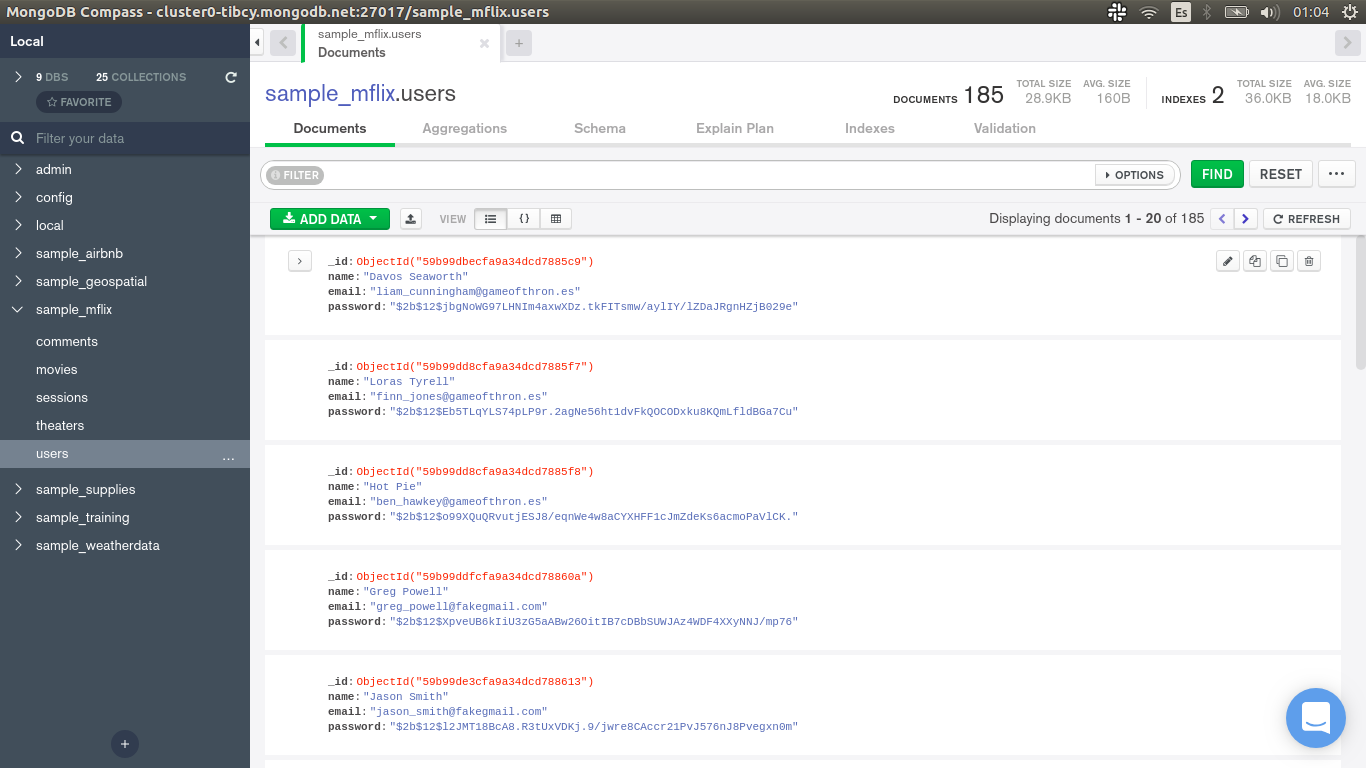 MongoDB Compass - cluster0-tibcy.mongodb.net:27017/sample_mflix.users
Es
01:04
Local
9 DBS 25 COLLECTIONS
FAVORITE
Filter your data
admin
config
local
sample_airbnb
sample_geospatial
sample_mflix
comments
movies
sessions
theaters
users ...
sample_supplies
sample_training
sample_weatherdata
+
sample_mflix.users
Documents
+
sample_mflix.users
DOCUMENTS 185
TOTAL SIZE
28.9KB
AVG. SIZE
160B
INDEXES 2
TOTAL SIZE
36.0KB
AVG. SIZE
18.0KB
Documents Aggregations Schema Explain Plan Indexes Validation
FILTER OPTIONS FIND RESET ...
ADD DATA VIEW {} Displaying documents 1 - 20 of 185 REFRESH
_id: ObjectId("59b99dbecfa9a34dcd7885c9")
name: "Davos Seaworth"
email: "liam_cunningham@gameofthron.es"
password: "$2b$12$jbgNoWG97LHNIm4axwXDz.tkFITsmw/aylIY/lZDaJRgnHZjB029e"
_id: ObjectId("59b99dd8cfa9a34dcd7885f7")
name: "Loras Tyrell"
email: "finn_jones@gameofthron.es"
password: "$2b$12$Eb5TLqYLS74pLP9r.2agNe56ht1dvFkQOCODxku8KQmLfldBGa7Cu"
_id: ObjectId("59b99dd8cfa9a34dcd7885f8")
name: "Hot Pie"
email: "ben_hawkey@gameofthron.es"
password: "$2b$12$o99XQuQRvutjESJ8/eqnWe4w8aCYXHFF1cJmZdeKs6acmoPaVlCK."
_id: ObjectId("59b99ddfcfa9a34dcd78860a")
name: "Greg Powell"
email: "greg_powell@fakegmail.com"
password: "$2b$12$XpveUB6kIiU3zG5aABw26OitIB7cDBbSUWJAz4WDF4XXyNNJ/mp76"
_id: ObjectId("59b99de3cfa9a34dcd788613")
name: "Jason Smith"
email: "jason_smith@fakegmail.com"
password: "$2b$12$l2JMT18BcA8.R3tUxVDKj.9/jwre8CAccr21PvJ576nJ8Pvegxn0m"